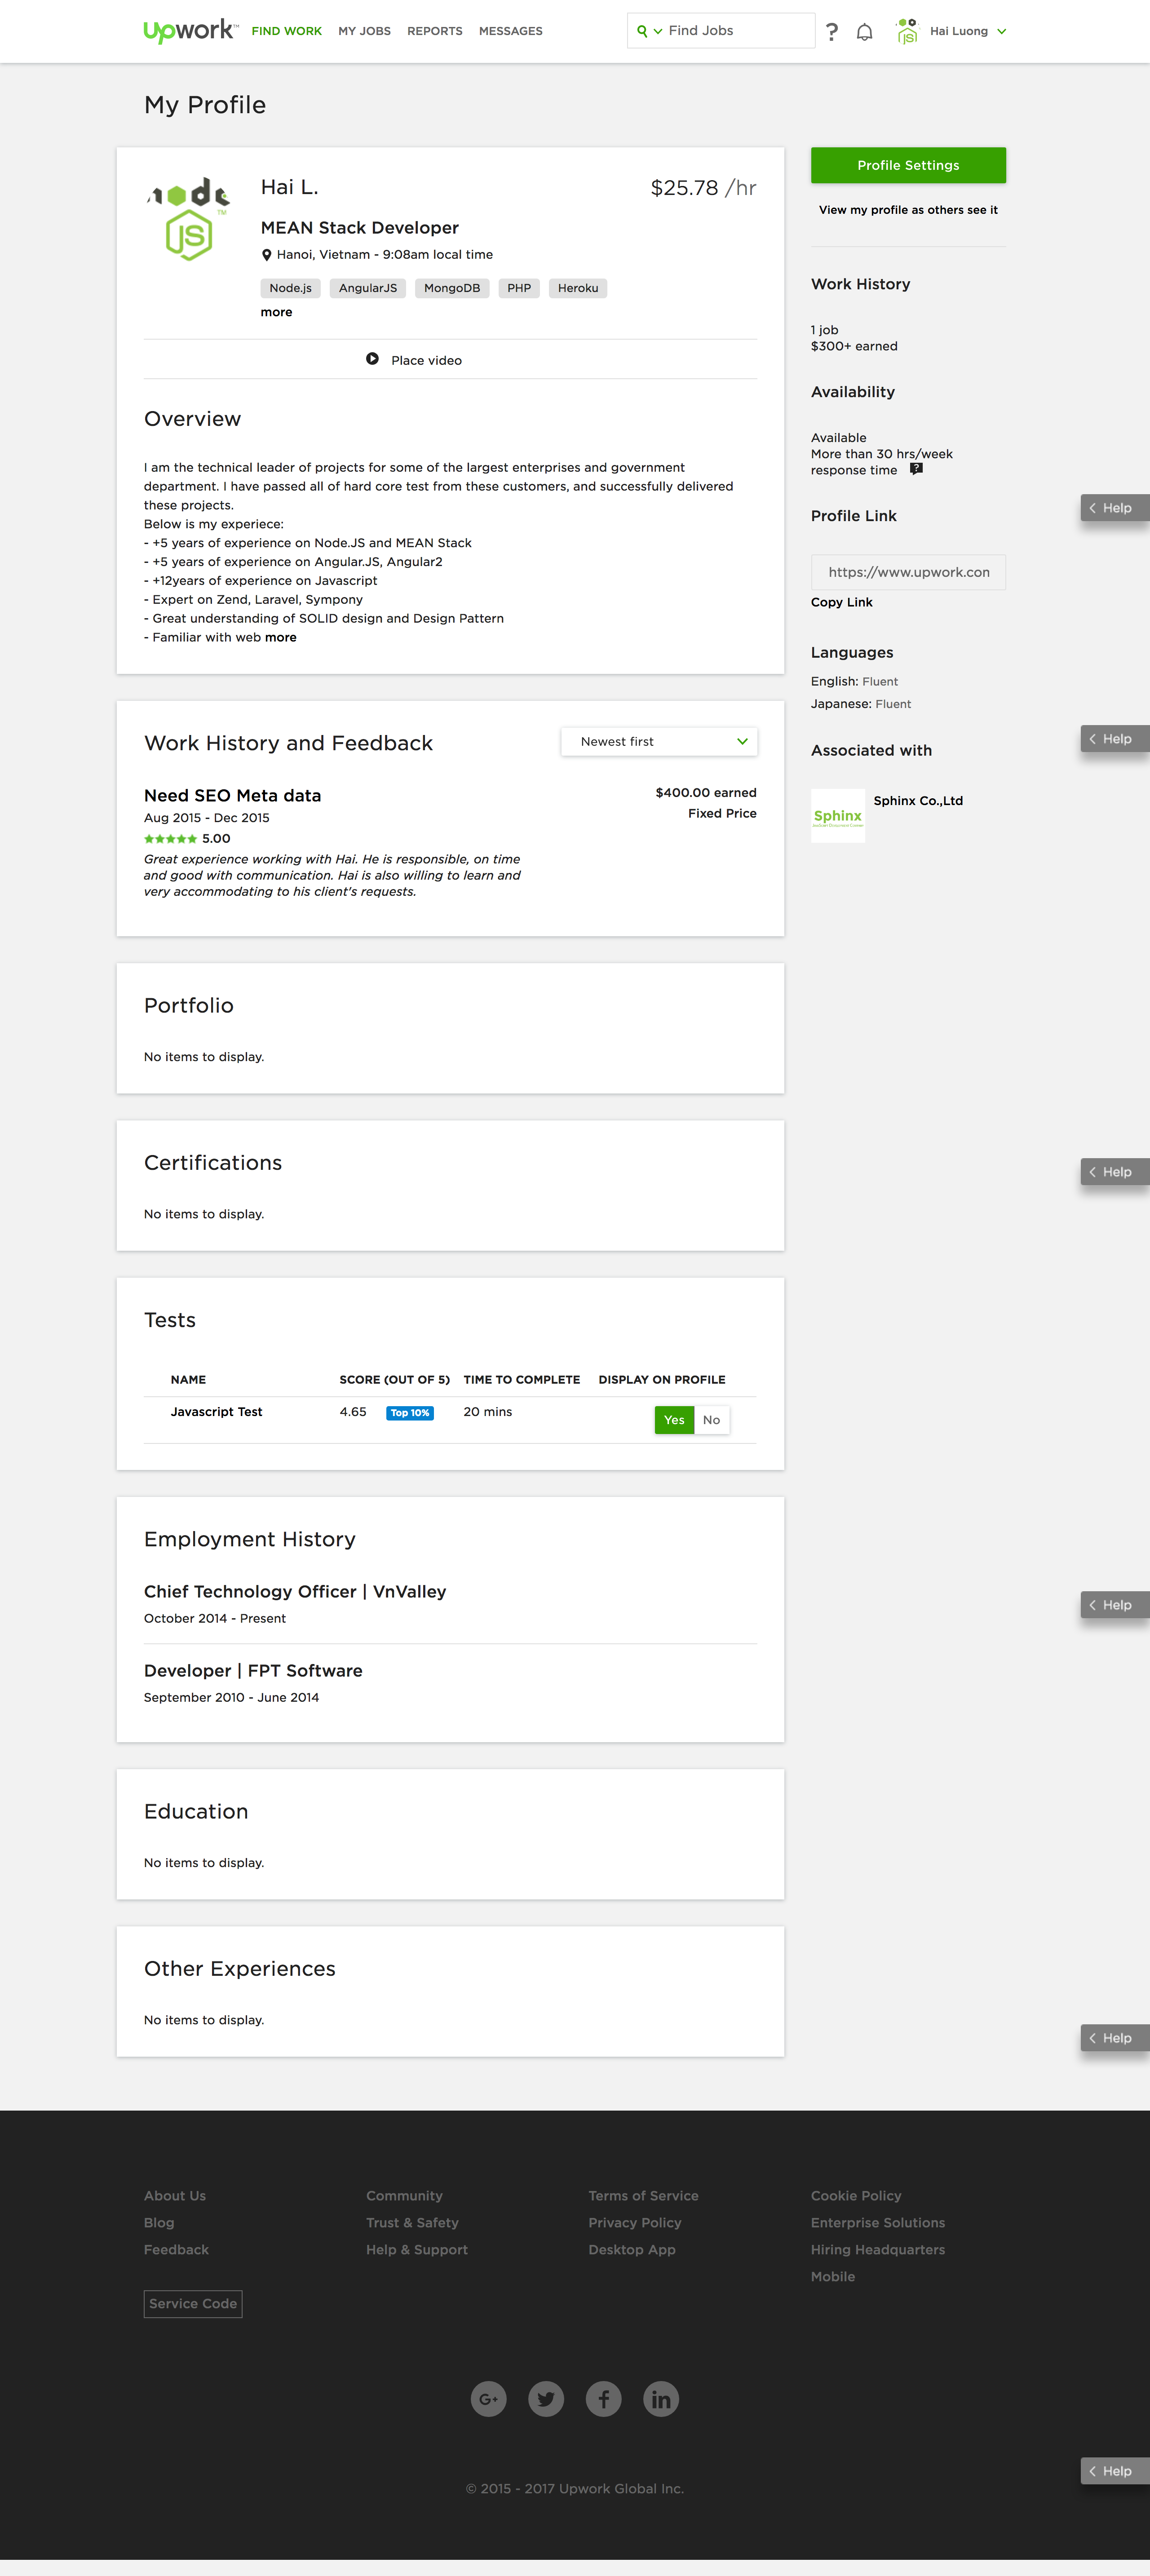 Upwork™
FIND WORK
MY JOBS
REPORTS
MESSAGES
Find Jobs
?
Hai Luong
My Profile
node
JS
TM
Hai L.
$25.78 /hr
MEAN Stack Developer
Hanoi, Vietnam - 9:08am local time
Node.js
AngularJS
MongoDB
PHP
Heroku
more
Place video
Overview
I am the technical leader of projects for some of the largest enterprises and government
department. I have passed all of hard core test from these customers, and successfully delivered
these projects.
Below is my experiece:
- +5 years of experience on Node.JS and MEAN Stack
- +5 years of experience on Angular.JS, Angular2
- +12years of experience on Javascript
- Expert on Zend, Laravel, Sympony
- Great understanding of SOLID design and Design Pattern
- Familiar with web more
Profile Settings
View my profile as others see it
Work History
1 job
$300+ earned
Availability
Available
More than 30 hrs/week
response time ?
Profile Link
https://www.upwork.con
Copy Link
Languages
English: Fluent
Japanese: Fluent
Associated with
Sphinx
Sphinx Co.,Ltd
Help
Help
Work History and Feedback
Newest first
Need SEO Meta data
$400.00 earned
Aug 2015 - Dec 2015
Fixed Price
5.00
Great experience working with Hai. He is responsible, on time
and good with communication. Hai is also willing to learn and
very accommodating to his client's requests.
Portfolio
No items to display.
Certifications
Help
No items to display.
Tests
NAME
SCORE (OUT OF 5)
TIME TO COMPLETE
DISPLAY ON PROFILE
Javascript Test
4.65
Top 10%
20 mins
Yes
No
Employment History
Chief Technology Officer | VnValley
Help
October 2014 - Present
Developer | FPT Software
September 2010 - June 2014
Education
No items to display.
Other Experiences
No items to display.
Help
About Us
Blog
Feedback
Community
Trust & Safety
Help & Support
Terms of Service
Privacy Policy
Desktop App
Cookie Policy
Enterprise Solutions
Hiring Headquarters
Mobile
Service Code
G+
f
in
Help
© 2015 - 2017 Upwork Global Inc.